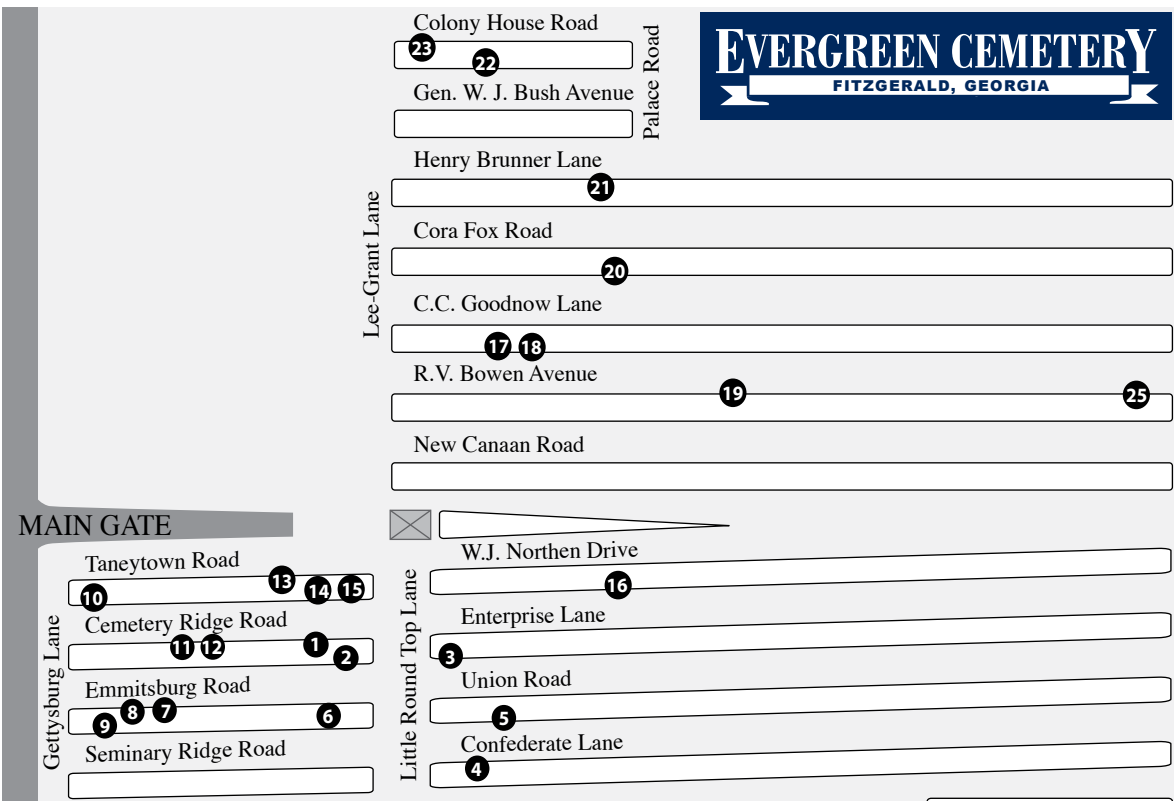 Colony House Road
23
22
Palace Road
EVERGREEN CEMETERY
FITZGERALD, GEORGIA
Gen. W. J. Bush Avenue
Henry Brunner Lane
21
Lee-Grant Lane
Cora Fox Road
20
C.C. Goodnow Lane
17
18
R.V. Bowen Avenue
19
25
New Canaan Road
MAIN GATE
W.J. Northen Drive
Taneytown Road
10
13
14
15
16
Gettysburg Lane
Cemetery Ridge Road
11
12
1
2
Little Round Top Lane
Enterprise Lane
3
Emmitsburg Road
9
8
7
6
Union Road
5
Seminary Ridge Road
Confederate Lane
4